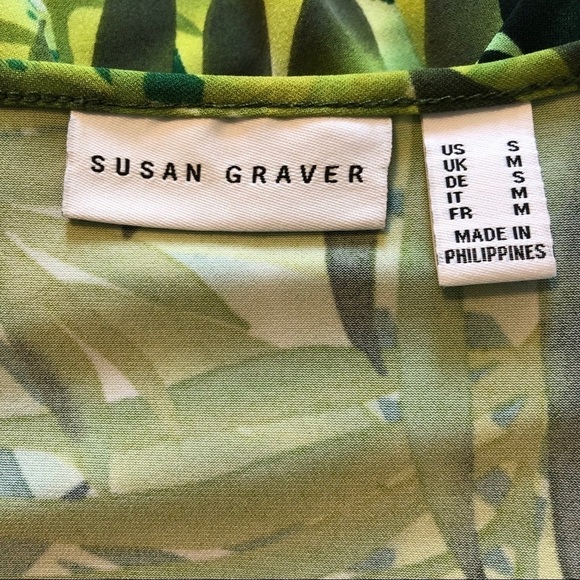 SUSAN GRAVER
US S
UK M
DE S
IT M
FR M
MADE IN
PHILIPPINES